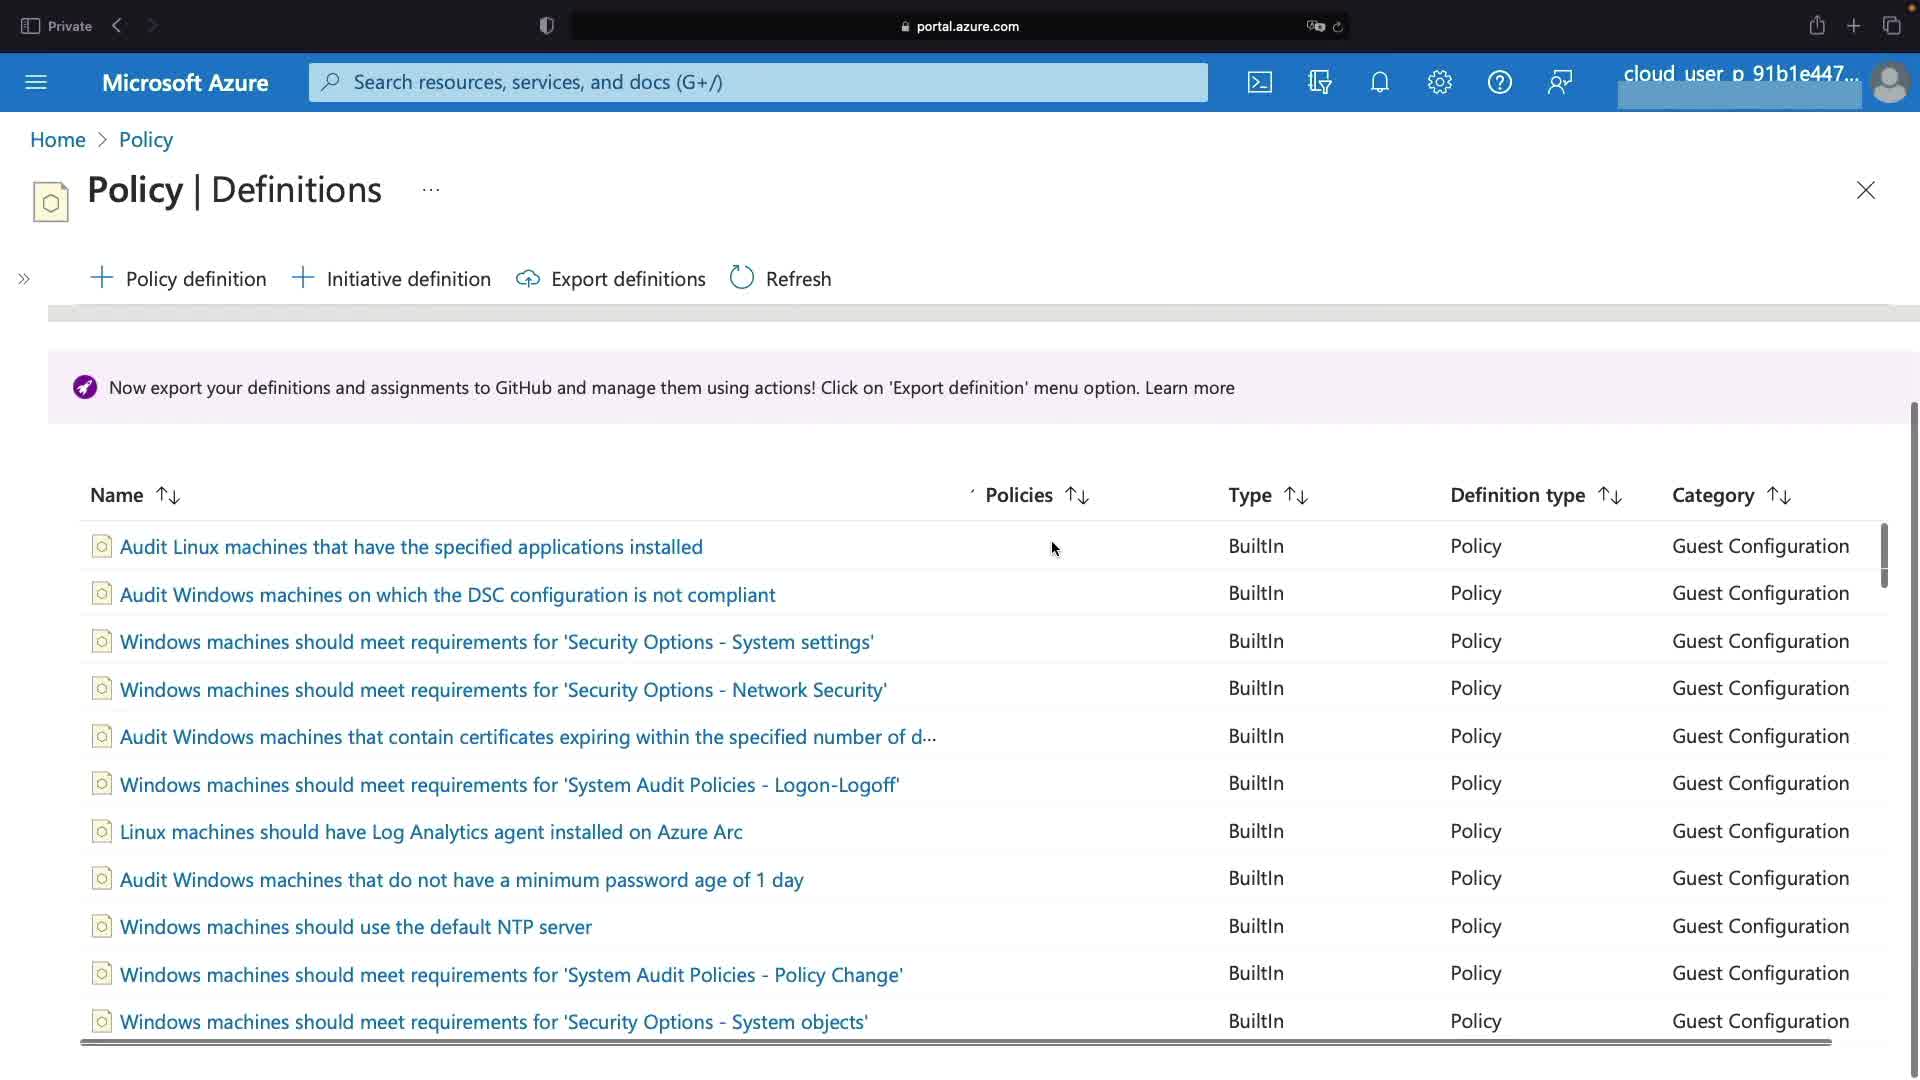 Private
portal.azure.com
Microsoft Azure
Search resources, services, and docs (G+/)
cloud_user_p_91b1e447...
Home > Policy
Policy | Definitions ...
Policy definition
Initiative definition
Export definitions
Refresh
Now export your definitions and assignments to GitHub and manage them using actions! Click on 'Export definition' menu option. Learn more
Name Policies Type Definition type Category
Audit Linux machines that have the specified applications installed BuiltIn Policy Guest Configuration
Audit Windows machines on which the DSC configuration is not compliant BuiltIn Policy Guest Configuration
Windows machines should meet requirements for 'Security Options - System settings' BuiltIn Policy Guest Configuration
Windows machines should meet requirements for 'Security Options - Network Security' BuiltIn Policy Guest Configuration
Audit Windows machines that contain certificates expiring within the specified number of d... BuiltIn Policy Guest Configuration
Windows machines should meet requirements for 'System Audit Policies - Logon-Logoff' BuiltIn Policy Guest Configuration
Linux machines should have Log Analytics agent installed on Azure Arc BuiltIn Policy Guest Configuration
Audit Windows machines that do not have a minimum password age of 1 day BuiltIn Policy Guest Configuration
Windows machines should use the default NTP server BuiltIn Policy Guest Configuration
Windows machines should meet requirements for 'System Audit Policies - Policy Change' BuiltIn Policy Guest Configuration
Windows machines should meet requirements for 'Security Options - System objects' BuiltIn Policy Guest Configuration